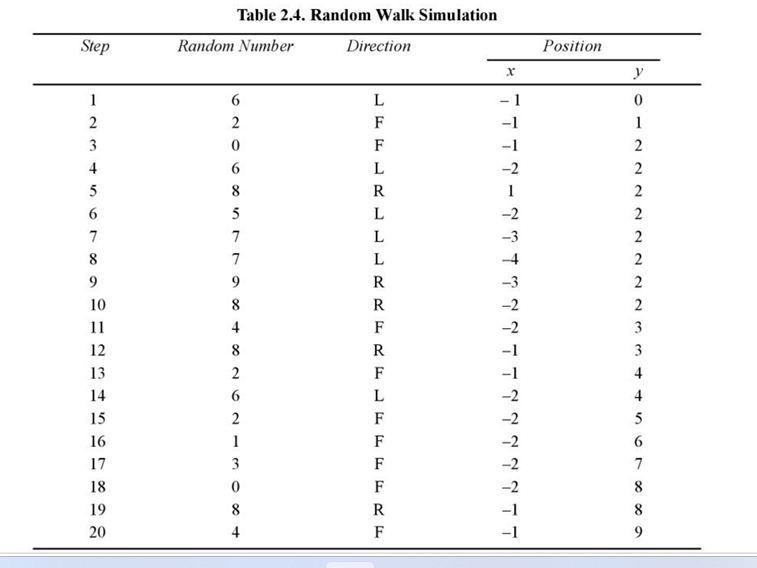 Table 2.4. Random Walk Simulation
Step Random Number Direction Position
x y
1 6 L – 1 0
2 2 F –1 1
3 0 F –1 2
4 6 L –2 2
5 8 R 1 2
6 5 L –2 2
7 7 L –3 2
8 7 L –4 2
9 9 R –3 2
10 8 R –2 2
11 4 F –2 3
12 8 R –1 3
13 2 F –1 4
14 6 L –2 4
15 2 F –2 5
16 1 F –2 6
17 3 F –2 7
18 0 F –2 8
19 8 R –1 8
20 4 F –1 9